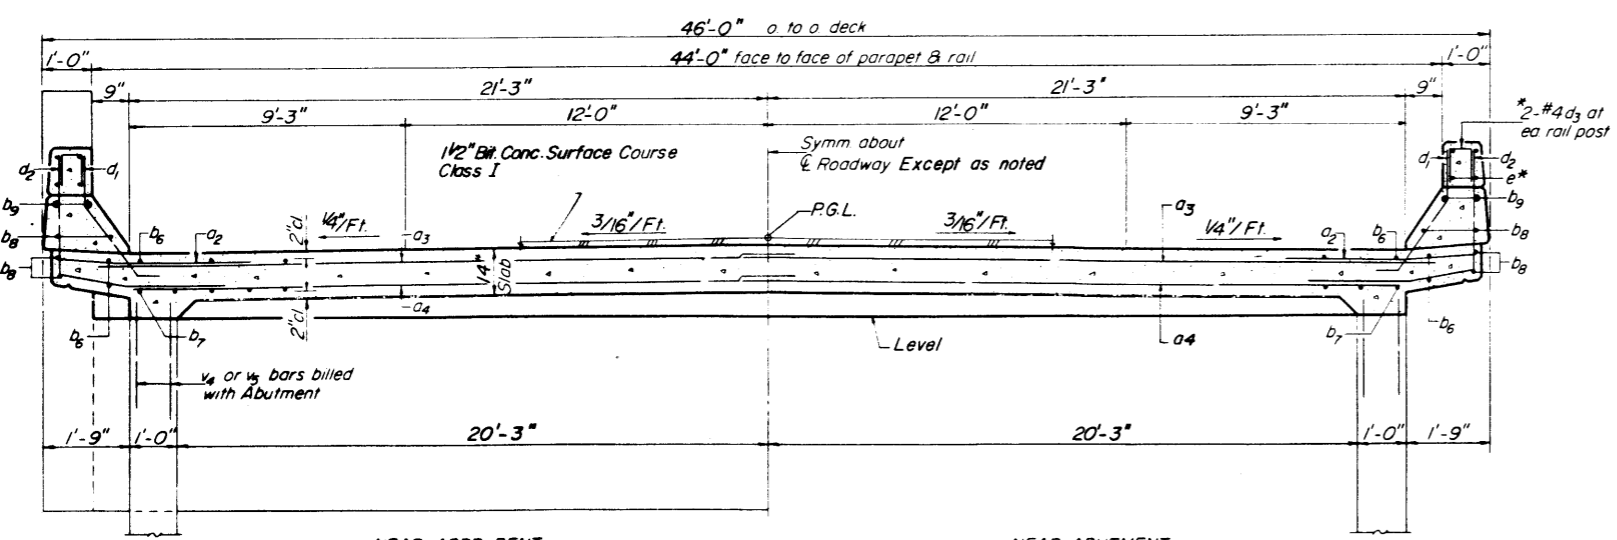 46'-0" o. to o. deck
1'-0" 44'-0" face to face of parapet & rail 1'-0"
9" 21'-3" 21'-3" 9"
9'-3" 12'-0" 12'-0" 9'-3"
*2-#4 d3 at
ea rail post
1½" Bit. Conc. Surface Course
Class I
Symm. about
℄ Roadway Except as noted
d2 d1 d1 d2
e*
b9 b9
1/4"/Ft. 3/16"/Ft. P.G.L. 3/16"/Ft. 1/4"/Ft.
b8 b6 a2 2"cl. a3 a3 a2 b6 b8
b8 14" Slab b8
b6 b7 2"cl. a4 a4 b7 b6
Level
v4 or v5 bars billed
with Abutment
1'-9" 1'-0" 20'-3" 20'-3" 1'-0" 1'-9"
NEAR ABUTMENT